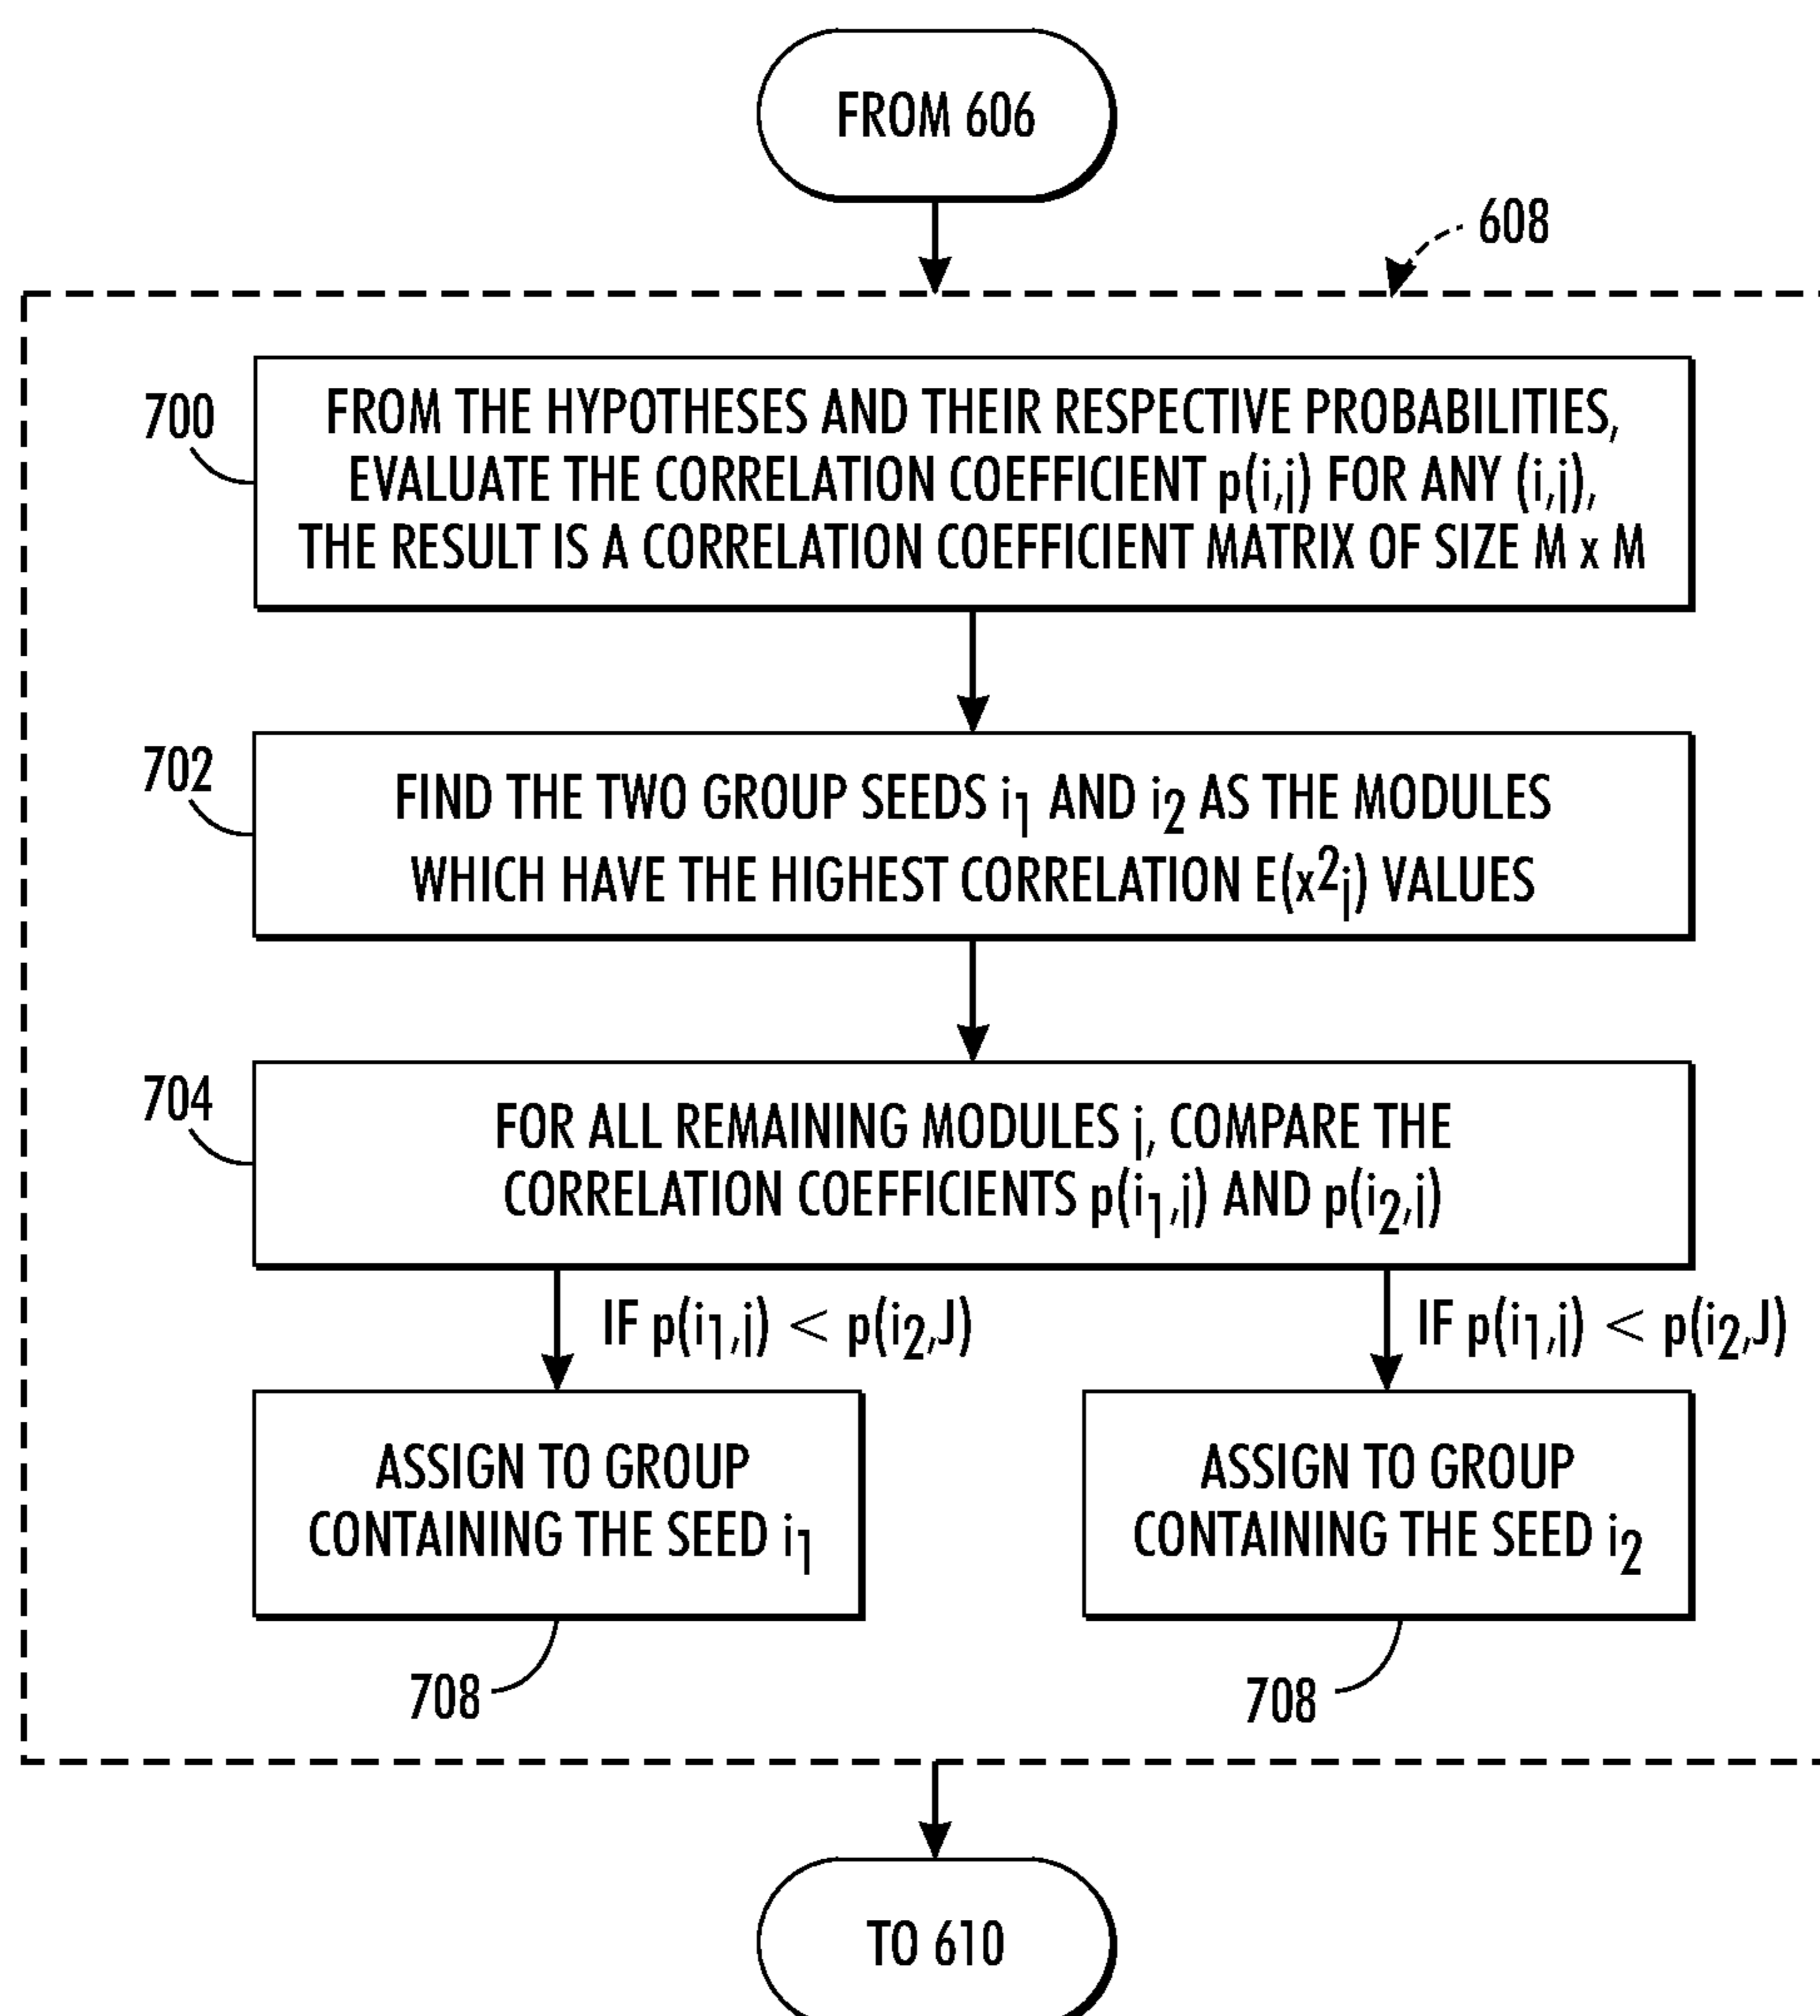 FROM 606
608
700
FROM THE HYPOTHESES AND THEIR RESPECTIVE PROBABILITIES,
EVALUATE THE CORRELATION COEFFICIENT p(i,j) FOR ANY (i,j),
THE RESULT IS A CORRELATION COEFFICIENT MATRIX OF SIZE M x M
702
FIND THE TWO GROUP SEEDS i₁ AND i₂ AS THE MODULES
WHICH HAVE THE HIGHEST CORRELATION E(x²ⱼ) VALUES
704
FOR ALL REMAINING MODULES j, COMPARE THE
CORRELATION COEFFICIENTS p(i₁,j) AND p(i₂,j)
IF p(i₁,j) < p(i₂,J)
IF p(i₁,j) < p(i₂,J)
ASSIGN TO GROUP
CONTAINING THE SEED i₁
ASSIGN TO GROUP
CONTAINING THE SEED i₂
708
708
TO 610